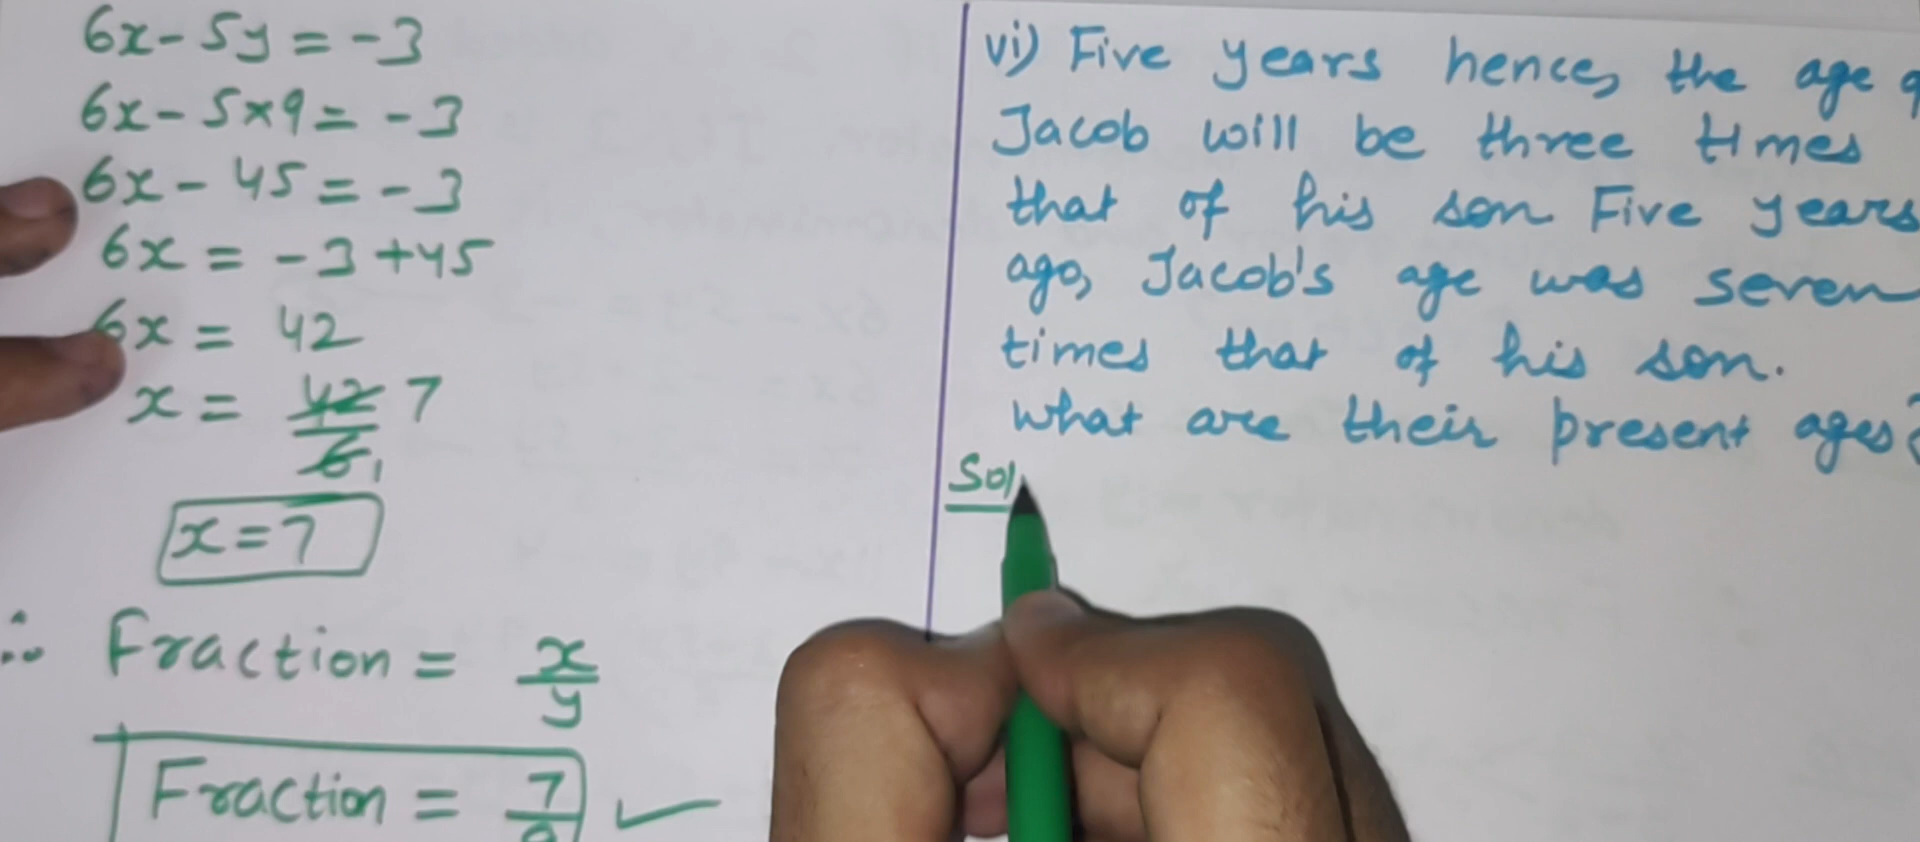 6x - 5y = -3
6x - 5×9 = -3
6x - 45 = -3
6x = -3 + 45
6x = 42
x = 42/6 7
1
x = 7
∴ Fraction = x/y
Fraction = 7/9
vi) Five years hence, the age
Jacob will be three times
that of his son Five years
ago, Jacob's age was seven
times that of his son.
what are their present ages?
Sol